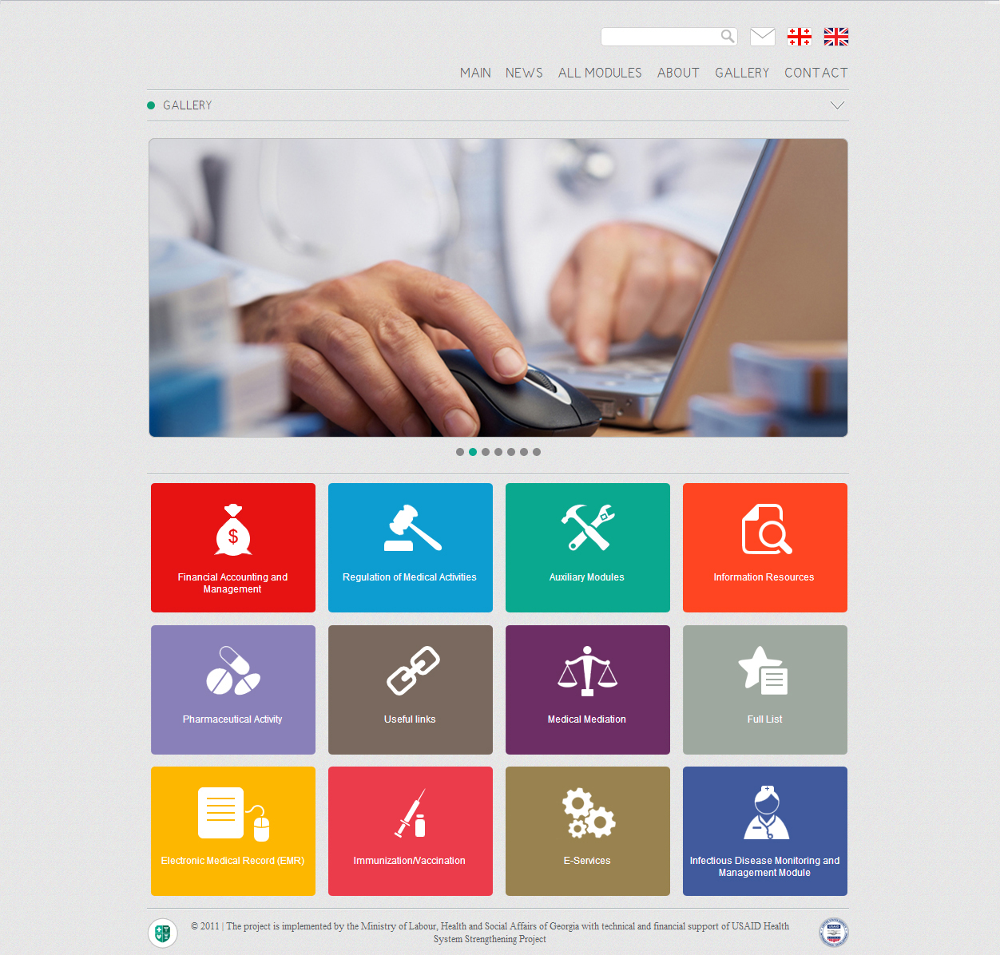 MAIN NEWS ALL MODULES ABOUT GALLERY CONTACT
GALLERY
$
Financial Accounting and
Management
Regulation of Medical Activities
Auxiliary Modules
Information Resources
Pharmaceutical Activity
Useful links
Medical Mediation
Full List
Electronic Medical Record (EMR)
Immunization/Vaccination
E-Services
Infectious Disease Monitoring and
Management Module
© 2011 | The project is implemented by the Ministry of Labour, Health and Social Affairs of Georgia with technical and financial support of USAID Health
System Strengthening Project
USAID